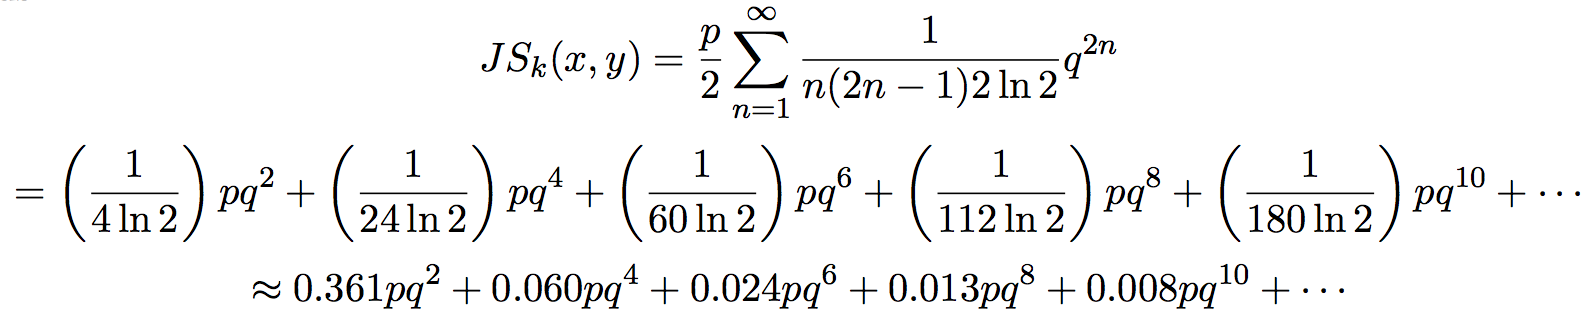 JS_k(x, y) = \frac{p}{2} \sum_{n=1}^{\infty} \frac{1}{n(2n-1)2\ln 2} q^{2n}
= \left(\frac{1}{4\ln 2}\right) pq^2 + \left(\frac{1}{24\ln 2}\right) pq^4 + \left(\frac{1}{60\ln 2}\right) pq^6 + \left(\frac{1}{112\ln 2}\right) pq^8 + \left(\frac{1}{180\ln 2}\right) pq^{10} + \cdots
\approx 0.361pq^2 + 0.060pq^4 + 0.024pq^6 + 0.013pq^8 + 0.008pq^{10} + \cdots